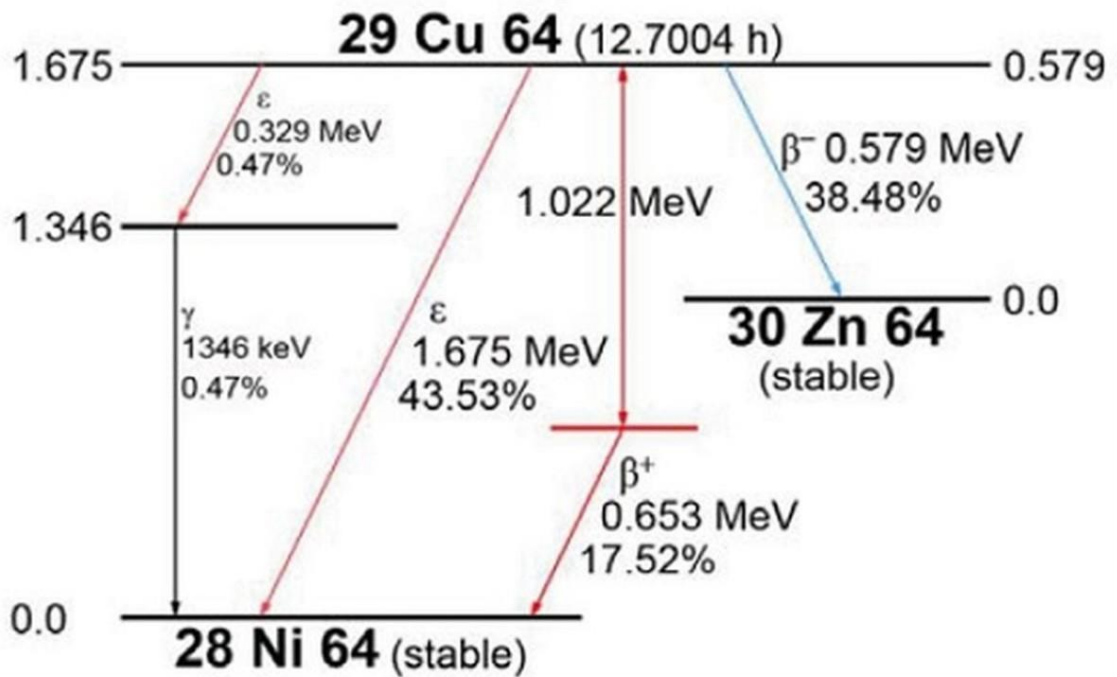 29 Cu 64 (12.7004 h)
1.675
0.579
ε
0.329 MeV
0.47%
β⁻ 0.579 MeV
38.48%
1.022 MeV
1.346
0.0
30 Zn 64
(stable)
γ
1346 keV
0.47%
ε
1.675 MeV
43.53%
β⁺
0.653 MeV
17.52%
0.0
28 Ni 64 (stable)